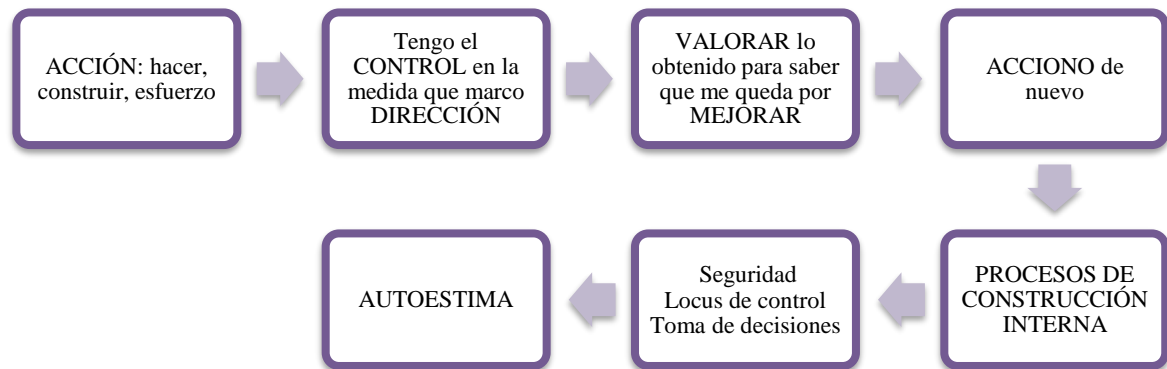 ACCIÓN: hacer,
construir, esfuerzo
Tengo el
CONTROL en la
medida que marco
DIRECCIÓN
VALORAR lo
obtenido para saber
que me queda por
MEJORAR
ACCIONO de
nuevo
PROCESOS DE
CONSTRUCCIÓN
INTERNA
Seguridad
Locus de control
Toma de decisiones
AUTOESTIMA